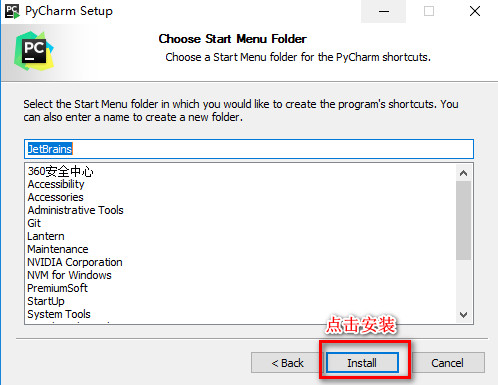 PyCharm Setup
PC
Choose Start Menu Folder
Choose a Start Menu folder for the PyCharm shortcuts.
Select the Start Menu folder in which you would like to create the program's shortcuts. You
can also enter a name to create a new folder.
JetBrains
360安全中心
Accessibility
Accessories
Administrative Tools
Git
Lantern
Maintenance
NVIDIA Corporation
NVM for Windows
PremiumSoft
StartUp
System Tools
点击安装
< Back
Install
Cancel